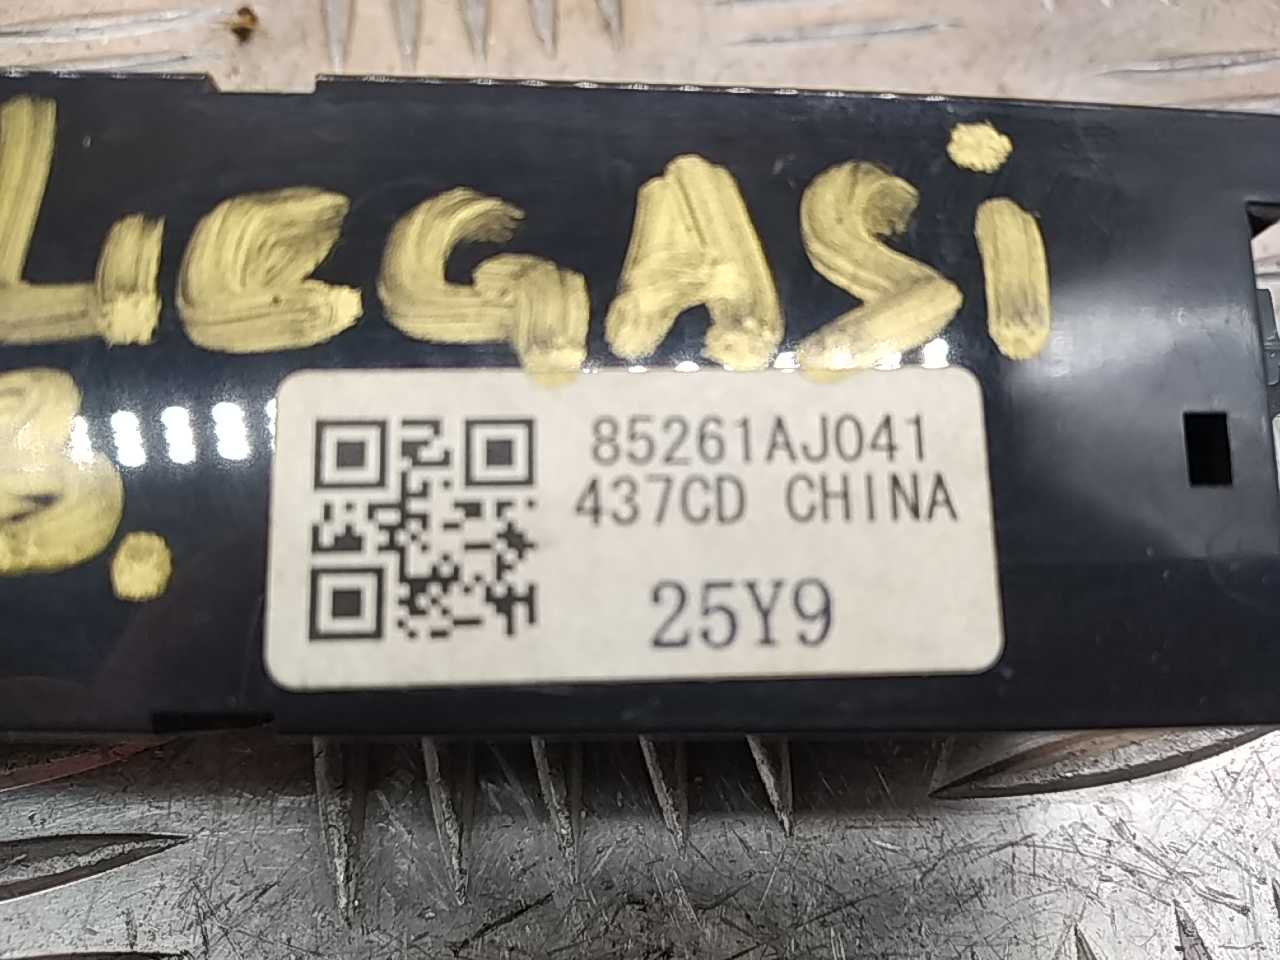 LEGASi
B.
85261AJ041
437CD CHINA
25Y9